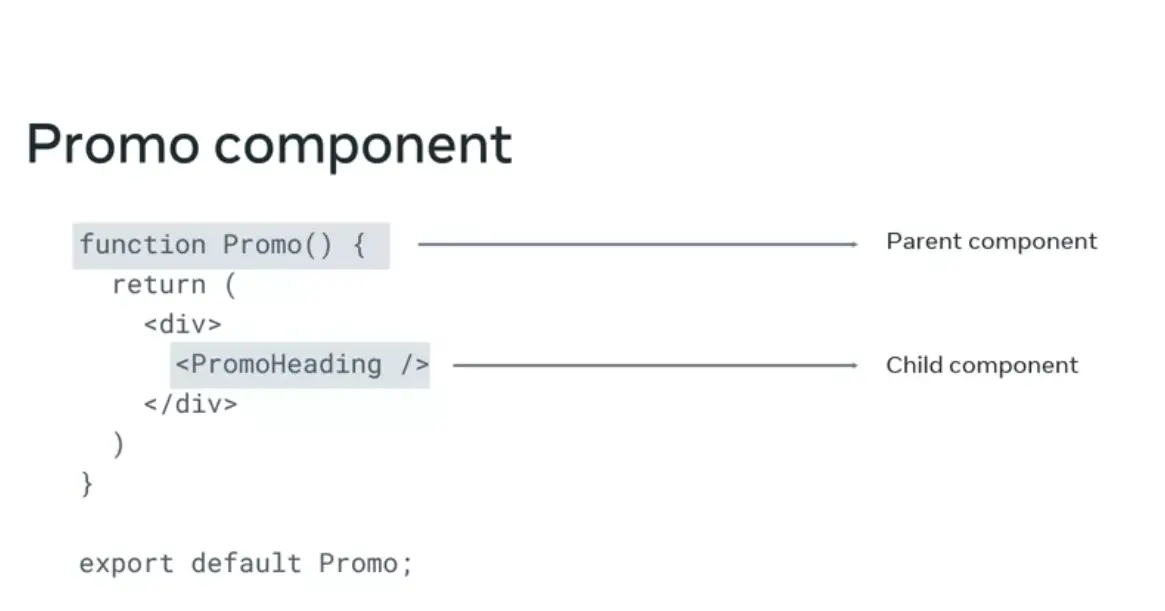 Promo component
function Promo() {
Parent component
return (
<div>
<PromoHeading />
Child component
</div>
)
}
export default Promo;